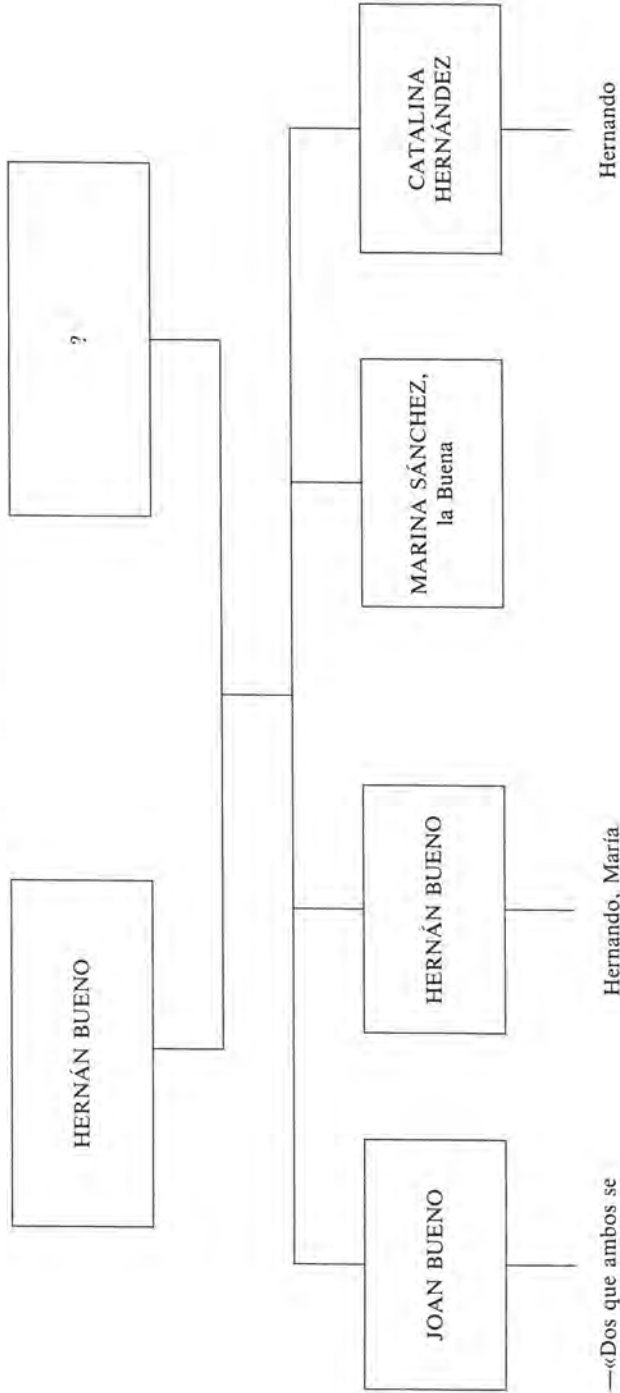 HERNÁN BUENO
?
JOAN BUENO
HERNÁN BUENO
MARINA SÁNCHEZ,
la Buena
CATALINA
HERNÁNDEZ
—«Dos que ambos se
Hernando, María
Hernando